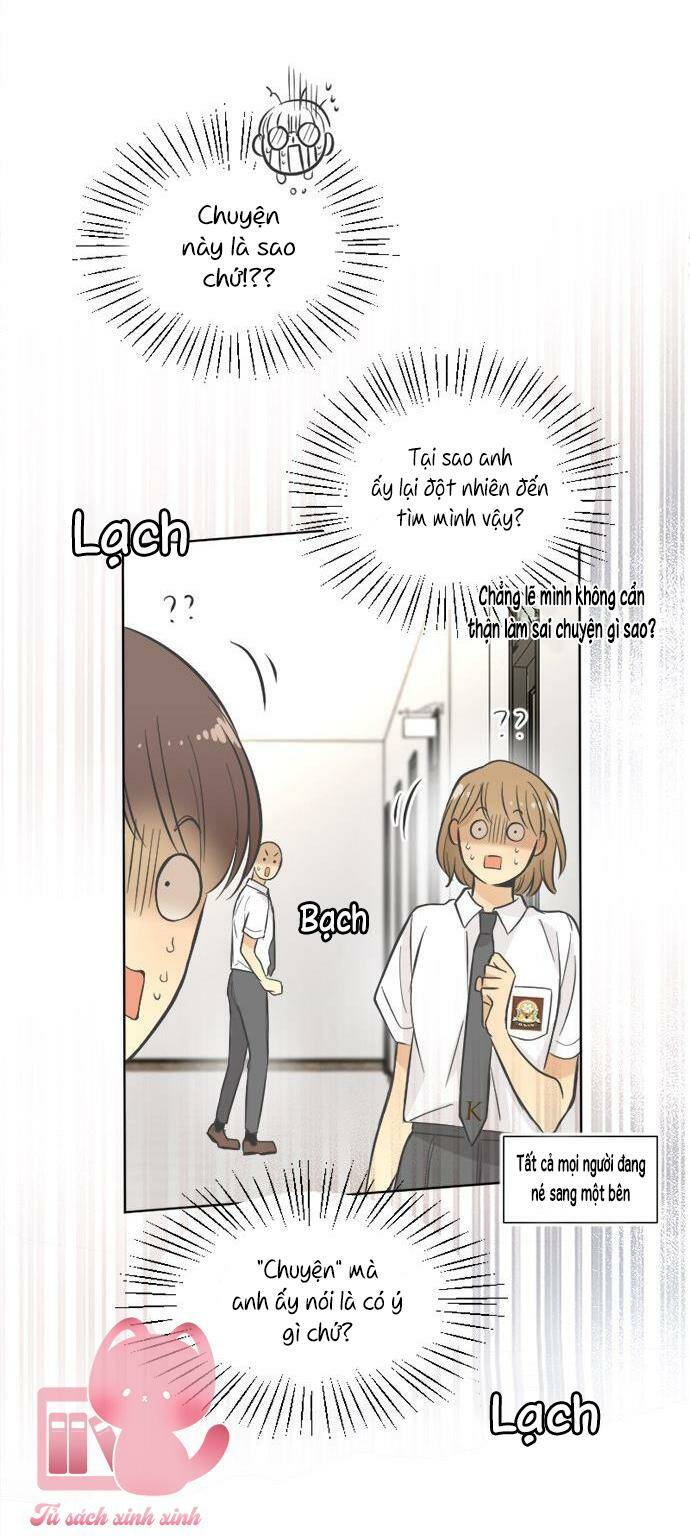 Chuyện
này là sao
chứ!??
Tại sao anh
ấy lại đột nhiên đến
tìm mình vậy?
Lạch
Chẳng lẽ mình không cẩn
thận làm sai chuyện gì sao?
??
??
Bạch
K
Tất cả mọi người đang
né sang một bên
"Chuyện" mà
anh ấy nói là có ý
gì chứ?
Lạch
Tủ sách xinh xinh